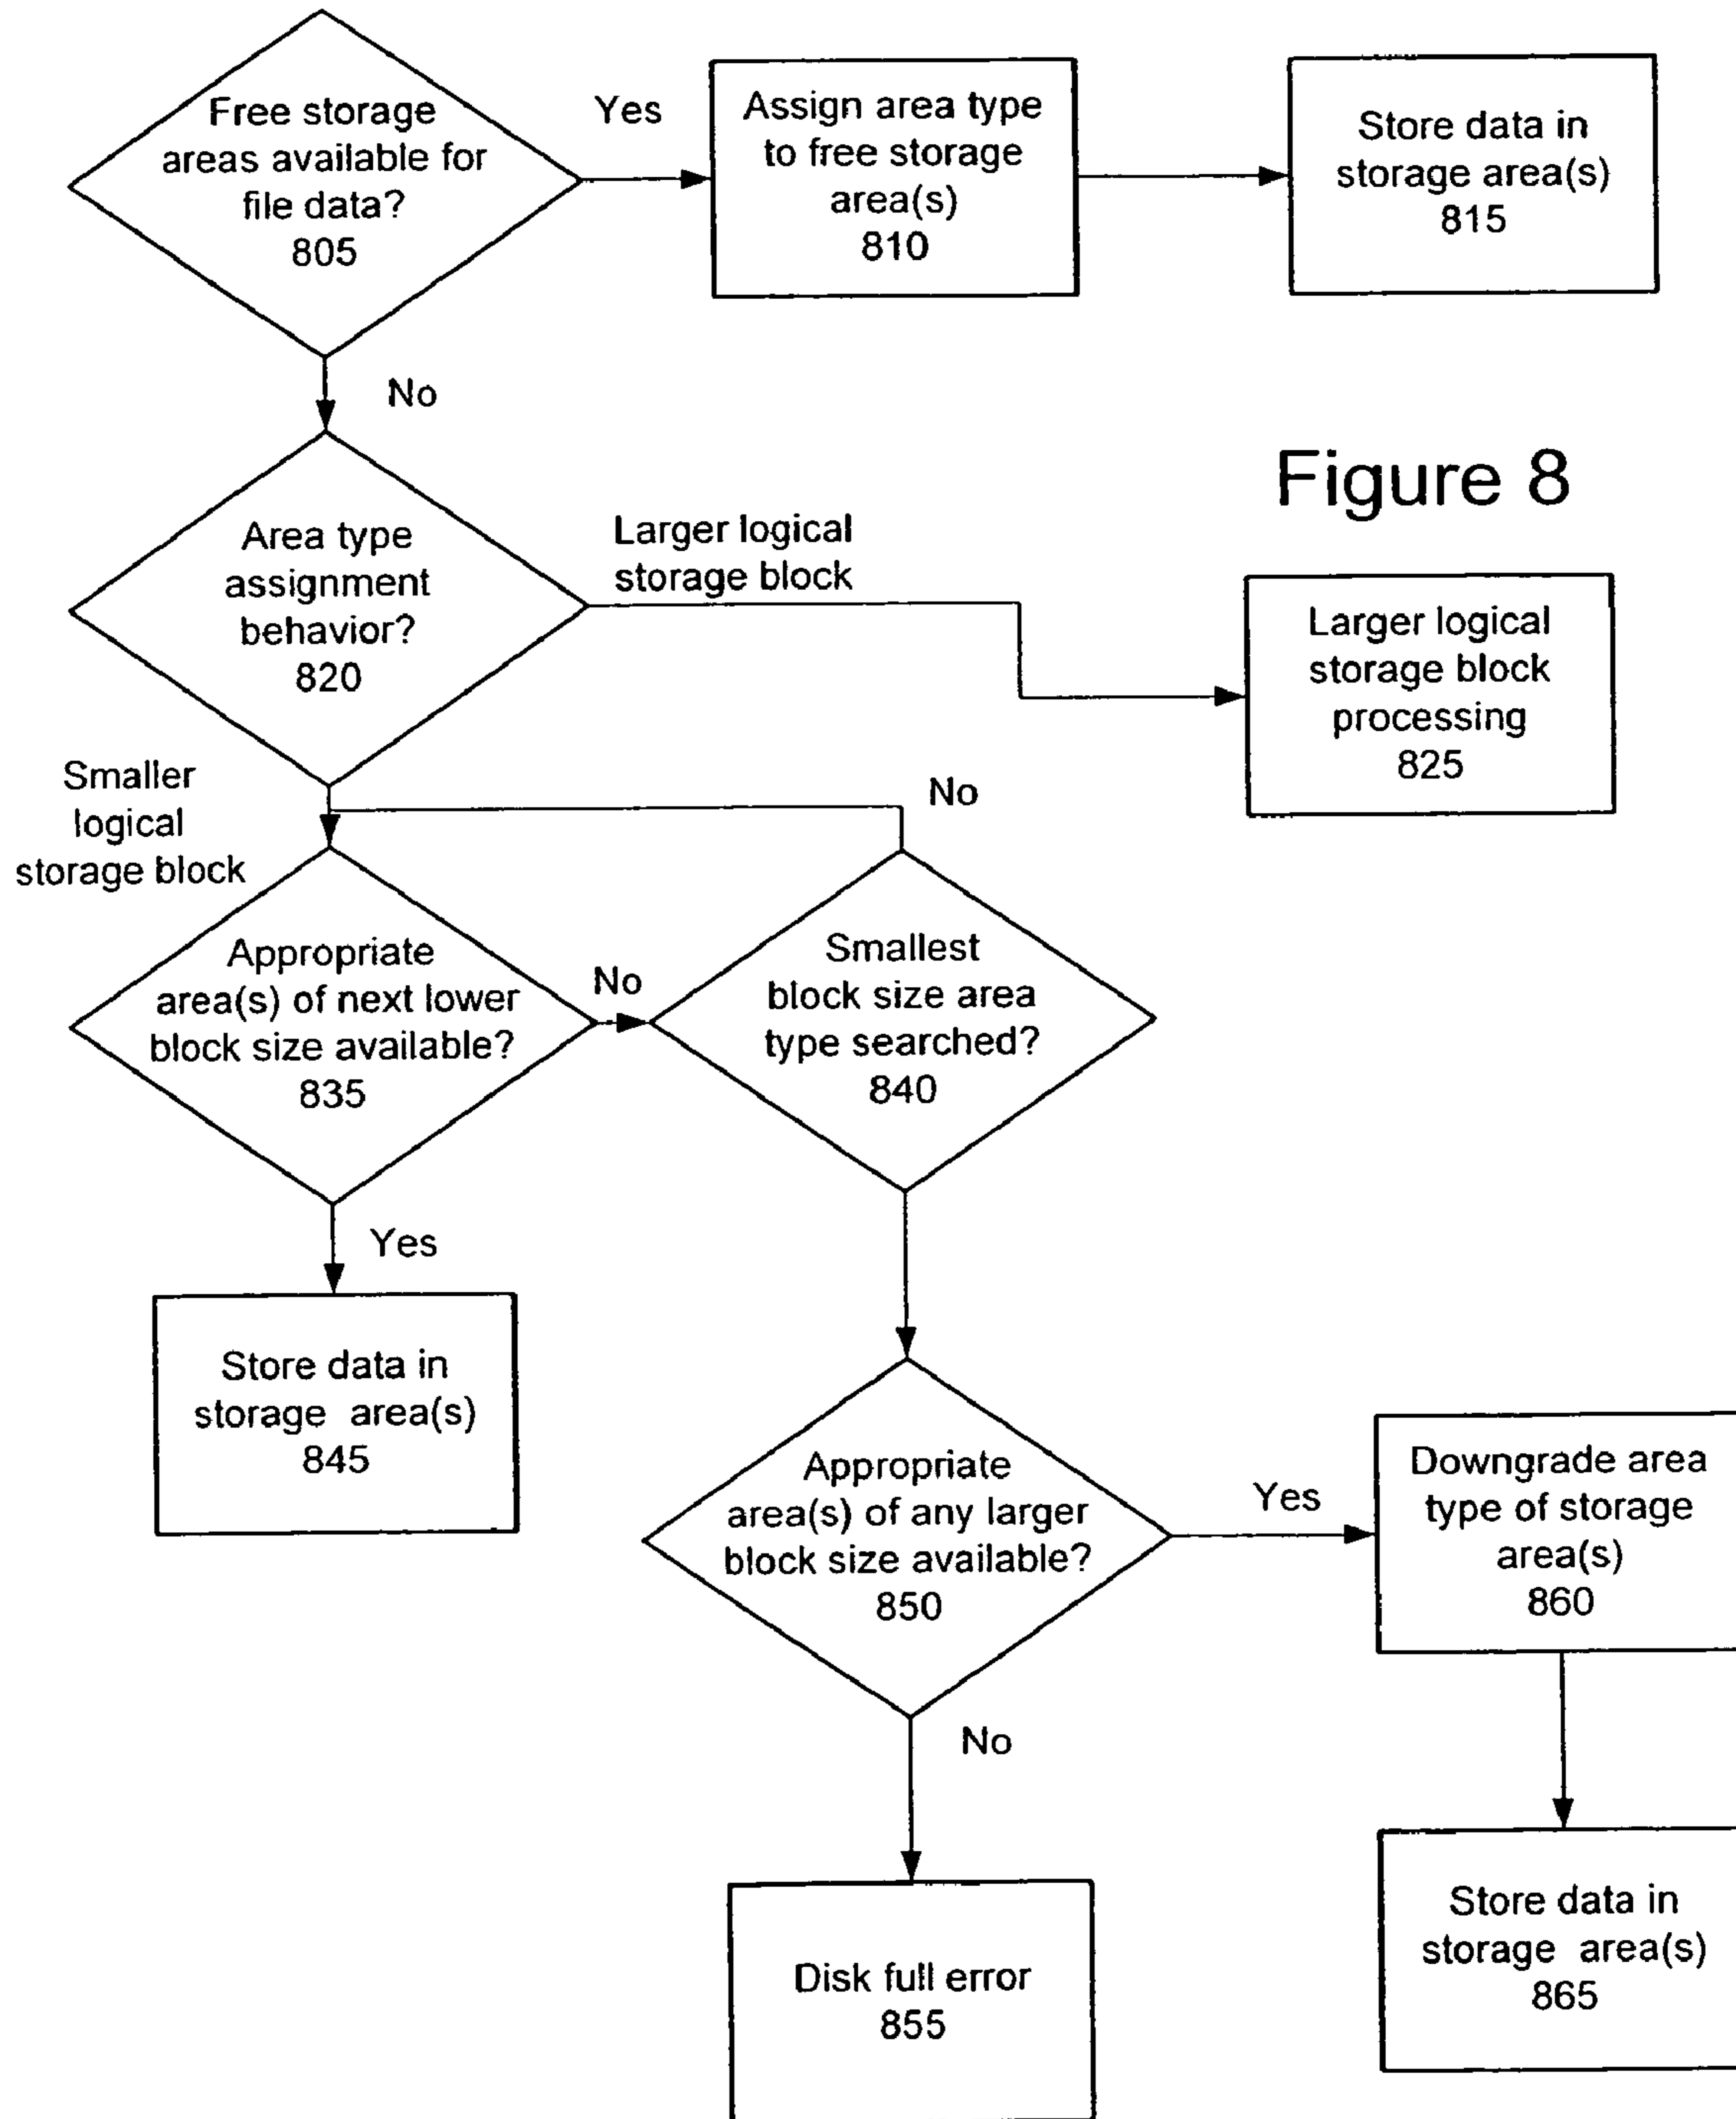 Free storage
areas available for
file data?
805
Yes
Assign area type
to free storage
area(s)
810
Store data in
storage area(s)
815
No
Figure 8
Area type
assignment
behavior?
820
Larger logical
storage block
Larger logical
storage block
processing
825
Smaller
logical
storage block
No
Appropriate
area(s) of next lower
block size available?
835
No
Smallest
block size area
type searched?
840
Yes
Store data in
storage area(s)
845
Appropriate
area(s) of any larger
block size available?
850
Yes
Downgrade area
type of storage
area(s)
860
No
Disk full error
855
Store data in
storage area(s)
865